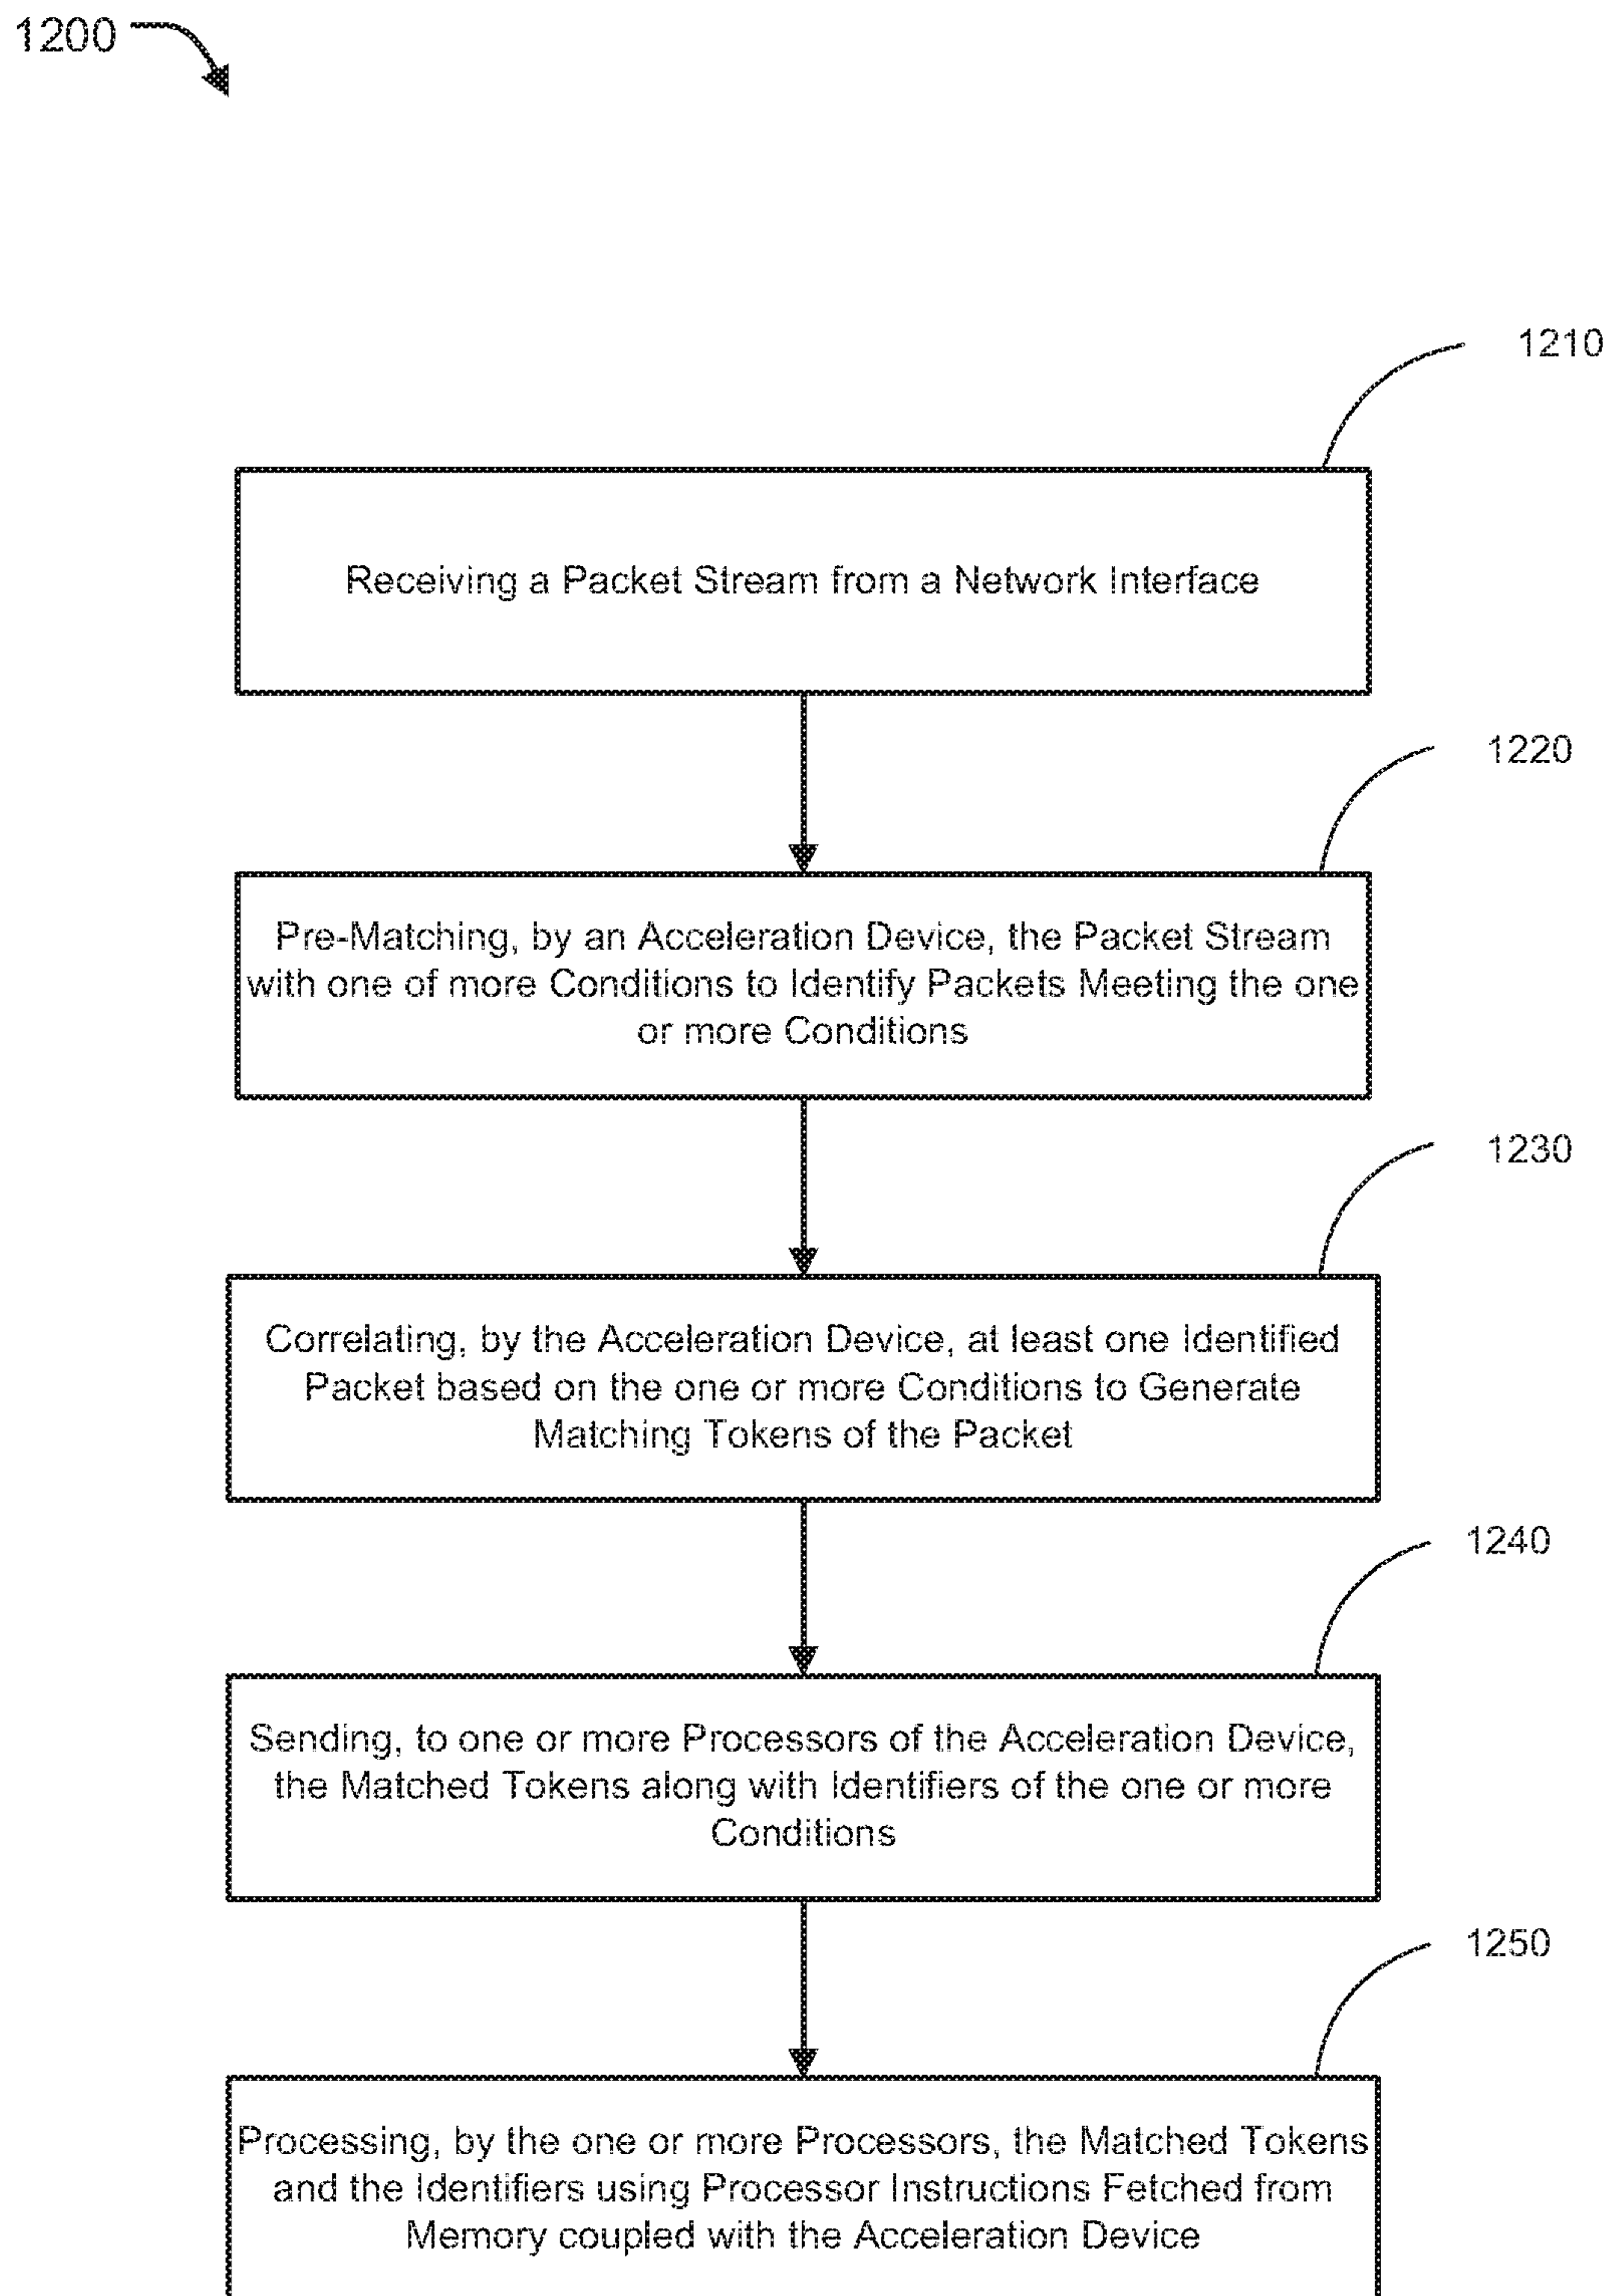 1200
1210
Receiving a Packet Stream from a Network Interface
1220
Pre-Matching, by an Acceleration Device, the Packet Stream
with one of more Conditions to Identify Packets Meeting the one
or more Conditions
1230
Correlating, by the Acceleration Device, at least one Identified
Packet based on the one or more Conditions to Generate
Matching Tokens of the Packet
1240
Sending, to one or more Processors of the Acceleration Device,
the Matched Tokens along with Identifiers of the one or more
Conditions
1250
Processing, by the one or more Processors, the Matched Tokens
and the Identifiers using Processor Instructions Fetched from
Memory coupled with the Acceleration Device